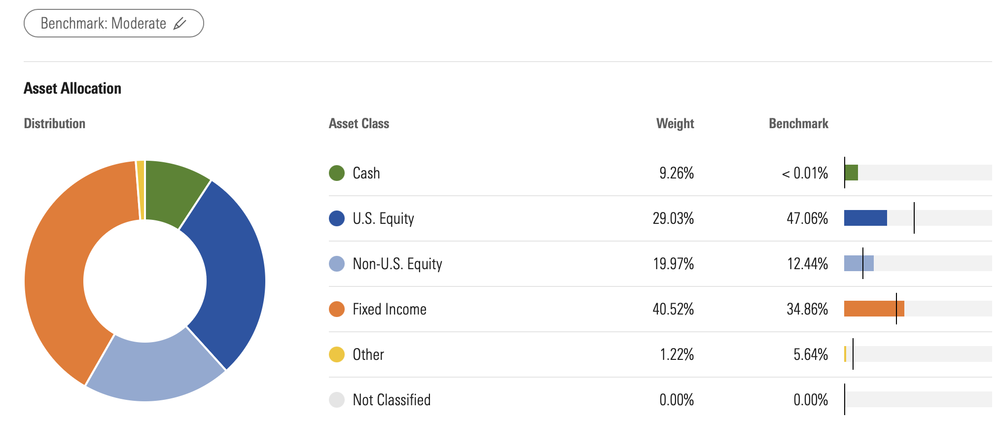 Benchmark: Moderate
Asset Allocation
Distribution
Asset Class Weight Benchmark
Cash 9.26% < 0.01%
U.S. Equity 29.03% 47.06%
Non-U.S. Equity 19.97% 12.44%
Fixed Income 40.52% 34.86%
Other 1.22% 5.64%
Not Classified 0.00% 0.00%